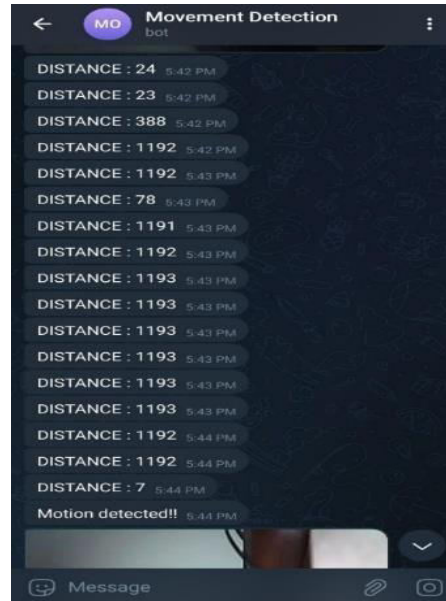 MO Movement Detection
bot
DISTANCE : 24 5:42 PM
DISTANCE : 23 5:42 PM
DISTANCE : 388 5:42 PM
DISTANCE : 1192 5:42 PM
DISTANCE : 1192 5:43 PM
DISTANCE : 78 5:43 PM
DISTANCE : 1191 5:43 PM
DISTANCE : 1192 5:43 PM
DISTANCE : 1193 5:43 PM
DISTANCE : 1193 5:43 PM
DISTANCE : 1193 5:43 PM
DISTANCE : 1193 5:43 PM
DISTANCE : 1193 5:43 PM
DISTANCE : 1193 5:43 PM
DISTANCE : 1192 5:44 PM
DISTANCE : 1192 5:44 PM
DISTANCE : 7 5:44 PM
Motion detected!! 5:44 PM
Message